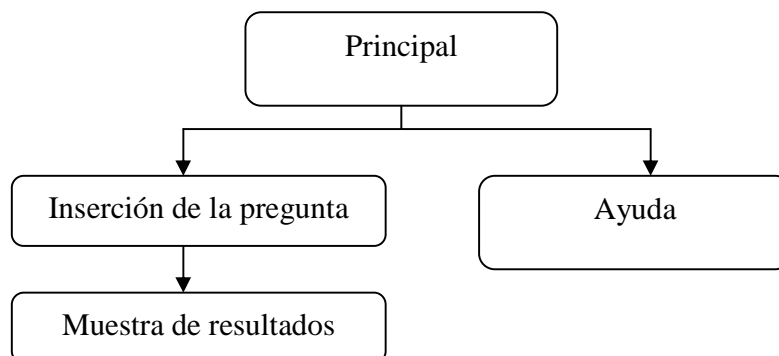 Principal
Inserción de la pregunta
Ayuda
Muestra de resultados